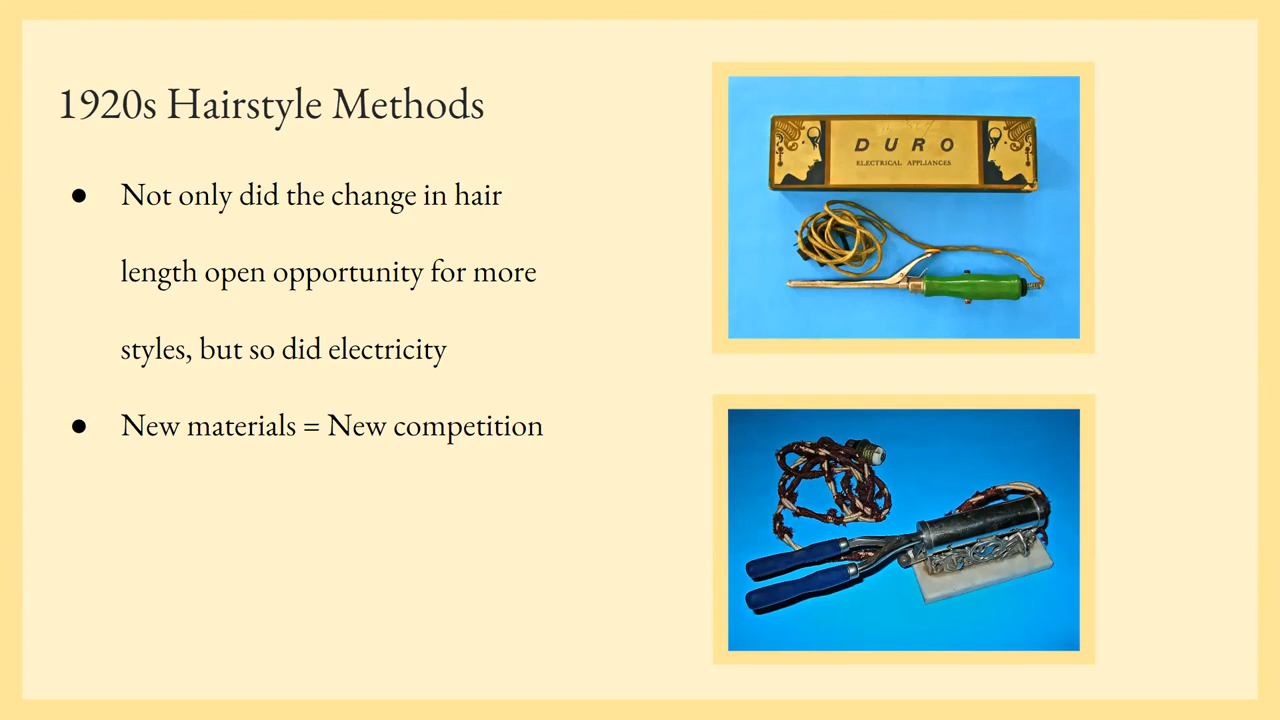 1920s Hairstyle Methods
● Not only did the change in hair
length open opportunity for more
styles, but so did electricity
● New materials = New competition
DURO
ELECTRICAL APPLIANCES